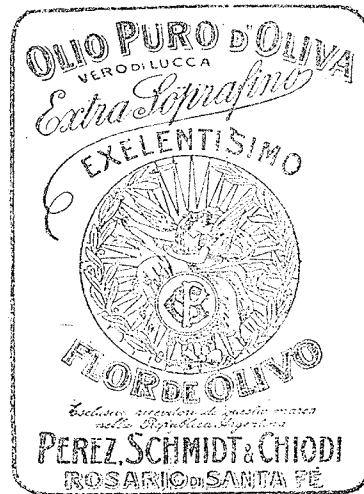 OLIO PURO D'OLIVA
VERO DI LUCCA
Extra Soprafino
EXELENTISIMO
FLOR DE OLIVO
Esclusivi ricevitori di questa marca
nella Republica Argentina
PEREZ, SCHMIDT & CHIODI
ROSARIO DI SANTA FÉ